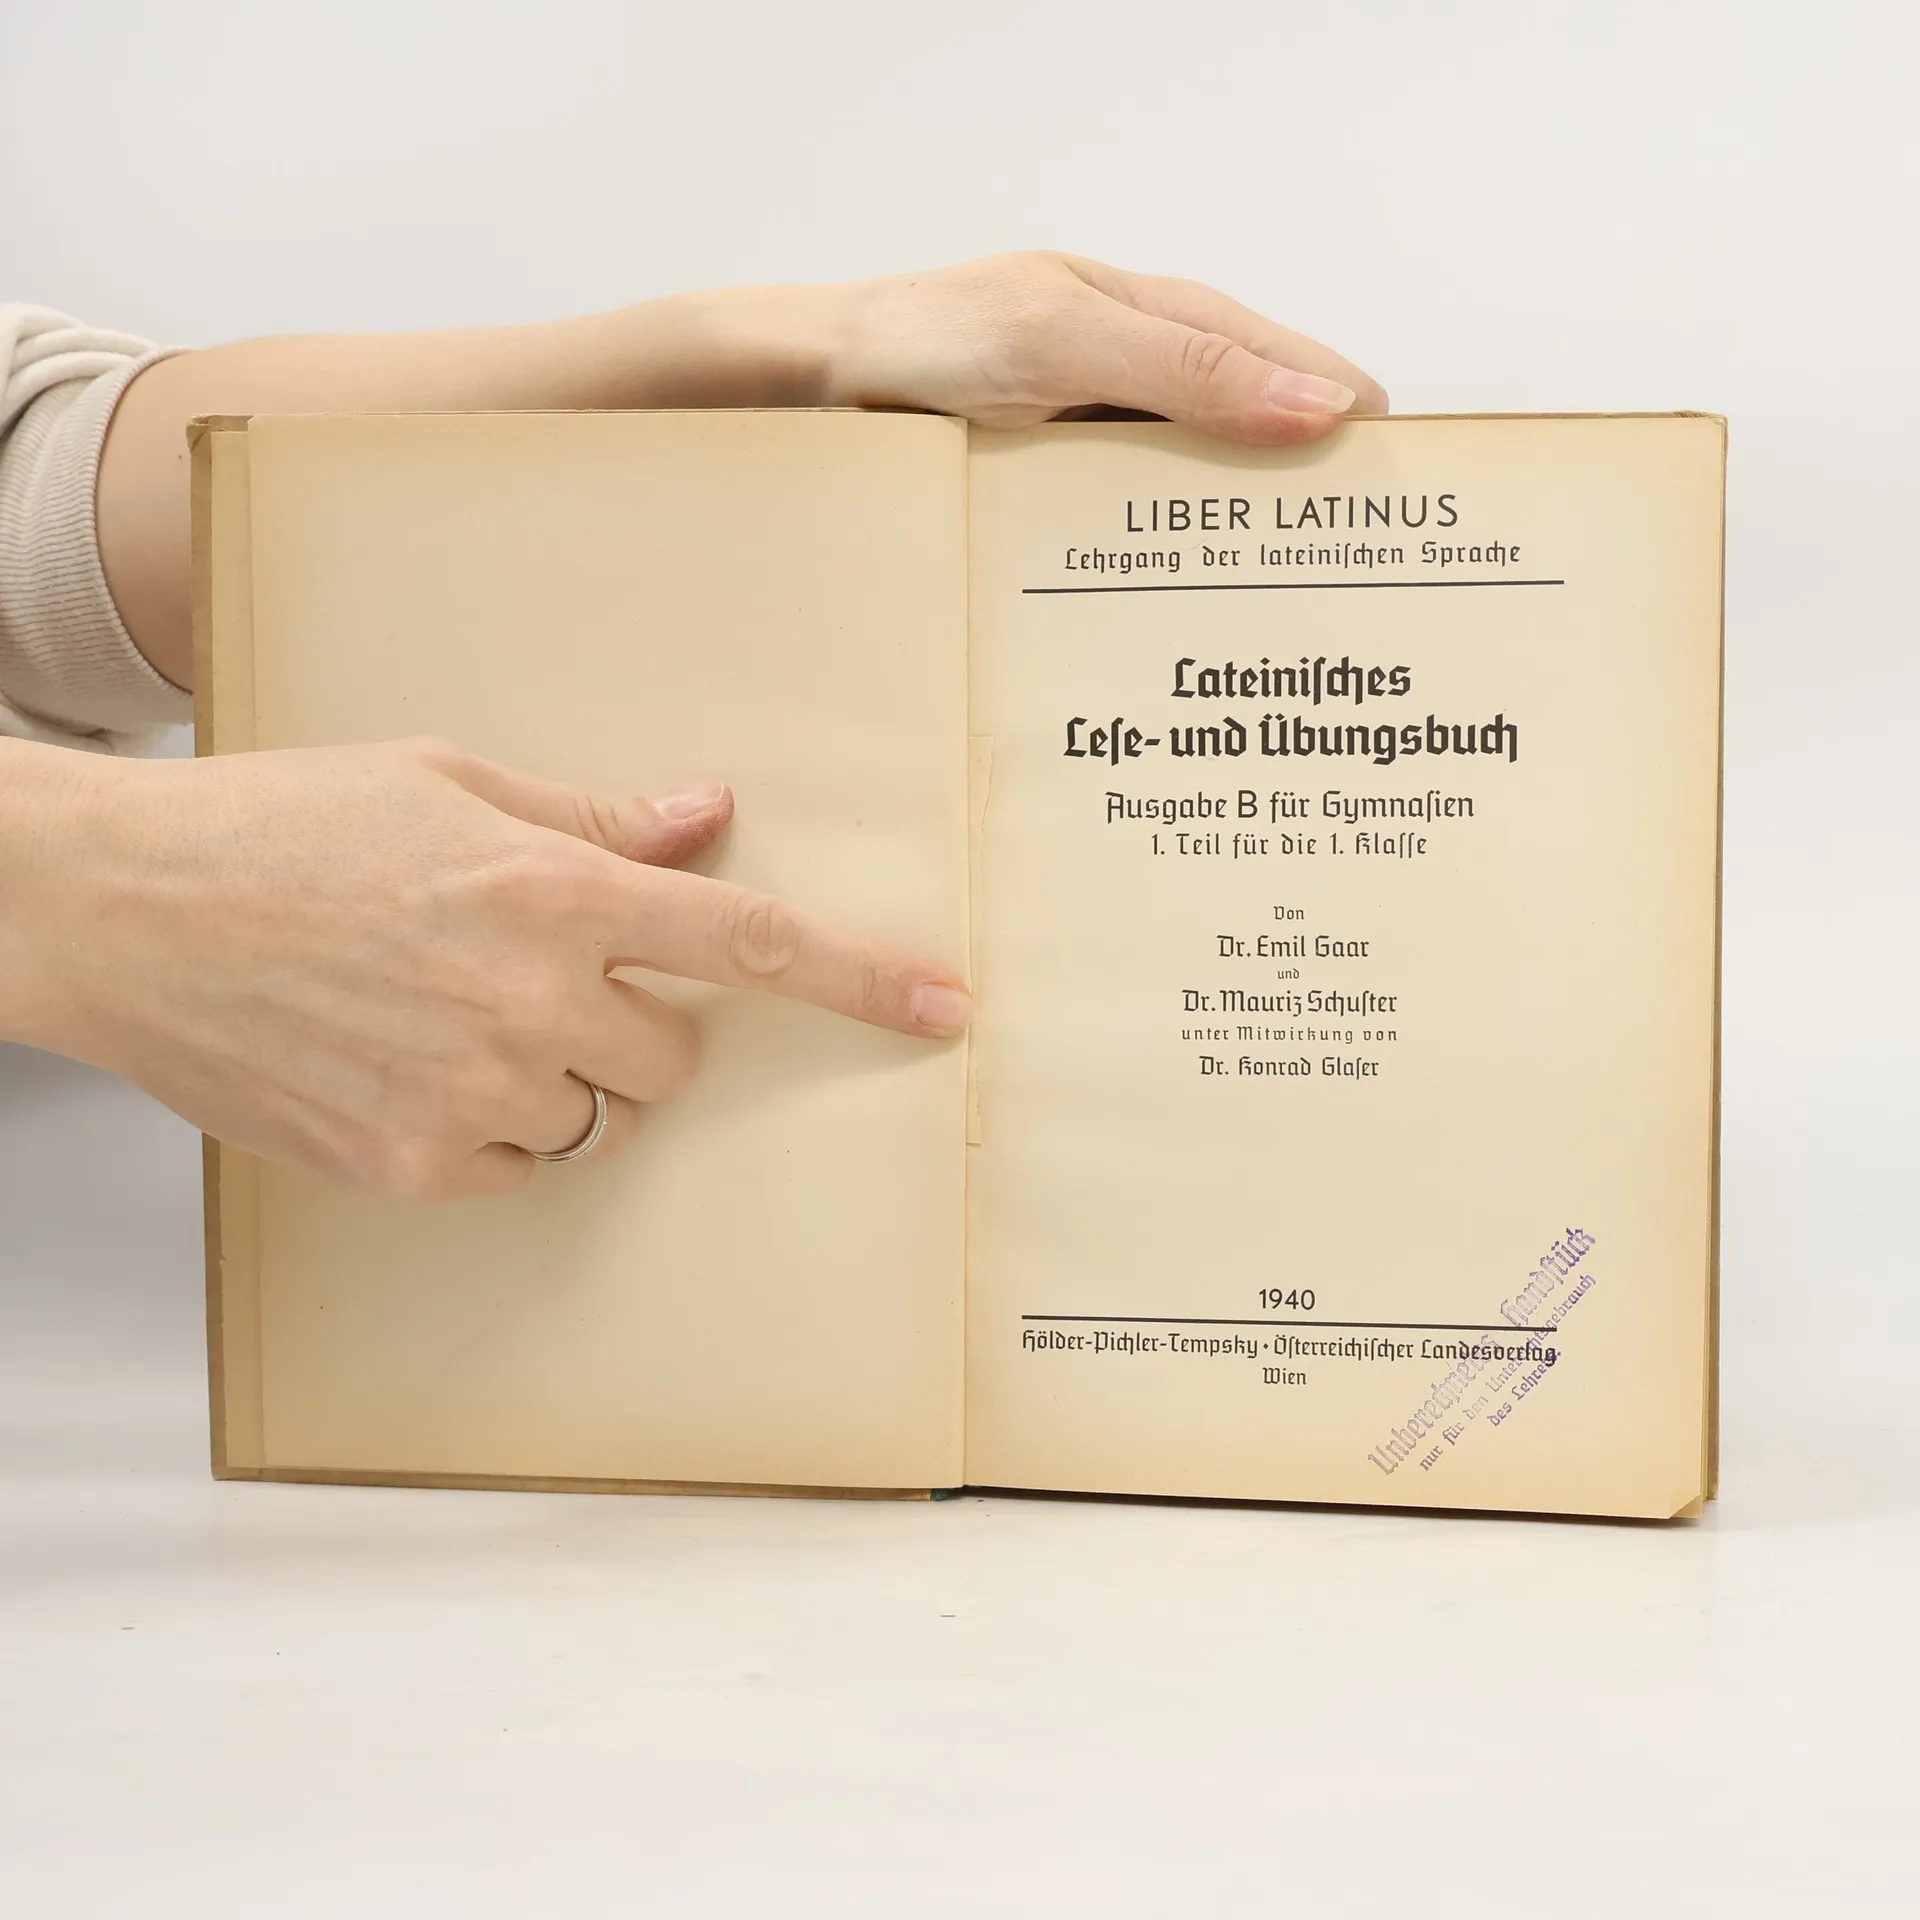 LIBER LATINUS
Lehrgang der lateiniſchen Sprache
Lateiniſches
Leſe- und Übungsbuch
Ausgabe B für Gymnaſien
1. Teil für die 1. Klaſſe
Von
Dr. Emil Gaar
und
Dr. Mauriz Schuſter
unter Mitwirkung von
Dr. Konrad Glaſer
1940
Hölder-Pichler-Tempsky • Öſterreichiſcher Landesverlag
Wien
Unberechnetes Handſtück
nur für den Unterrichtsgebrauch
des Lehrers.